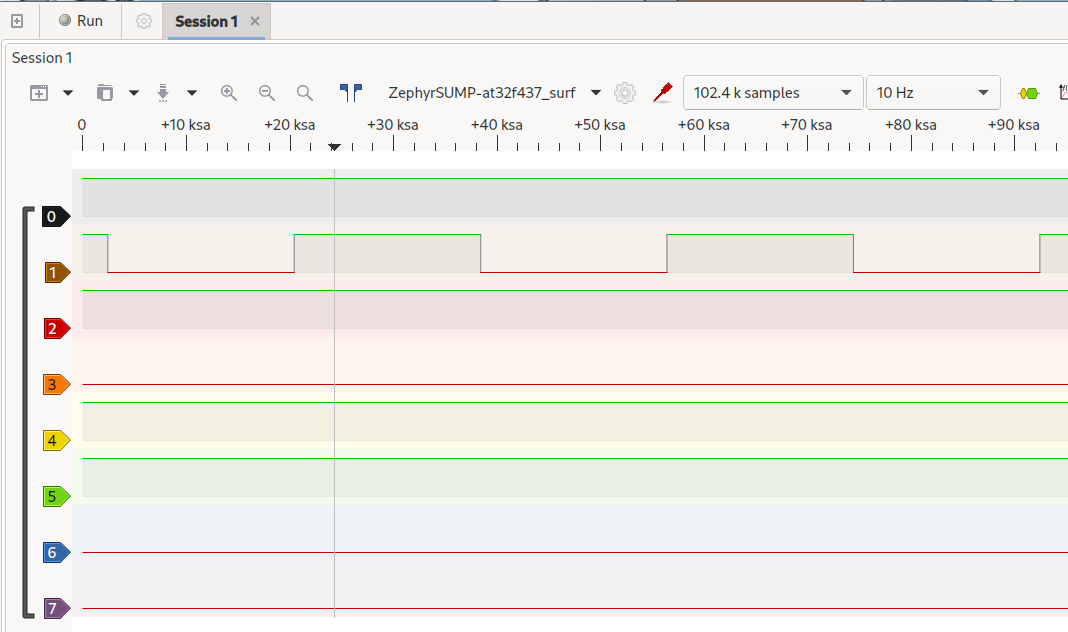 Run
Session 1
Session 1
ZephyrSUMP-at32f437_surf 102.4 k samples 10 Hz
0 +10 ksa +20 ksa +30 ksa +40 ksa +50 ksa +60 ksa +70 ksa +80 ksa +90 ksa
0
1
2
3
4
5
6
7